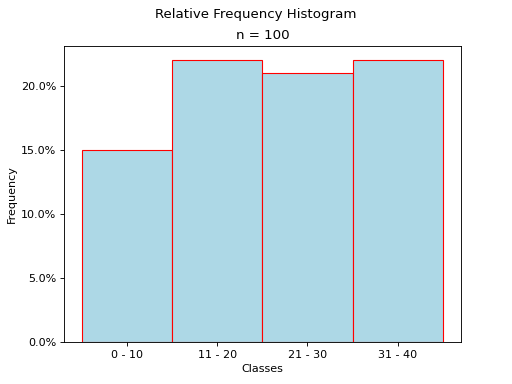 Relative Frequency Histogram
n = 100
20.0%
15.0%
10.0%
5.0%
0.0%
Frequency
0 - 10
11 - 20
21 - 30
31 - 40
Classes